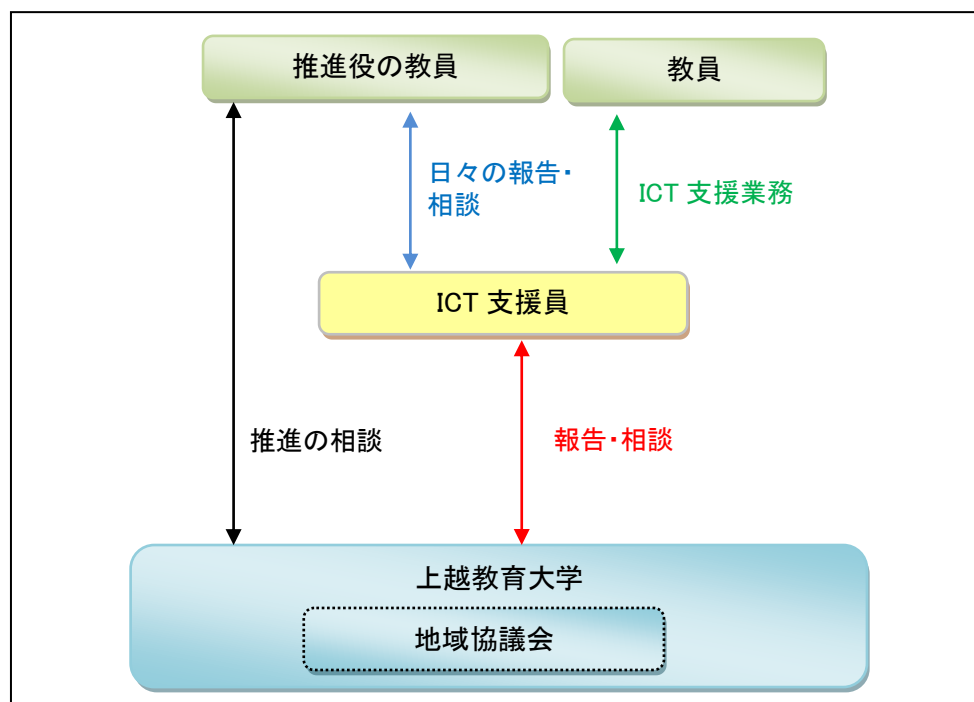 推進役の教員
教員
日々の報告・
相談
ICT 支援業務
ICT 支援員
推進の相談
報告・相談
上越教育大学
地域協議会